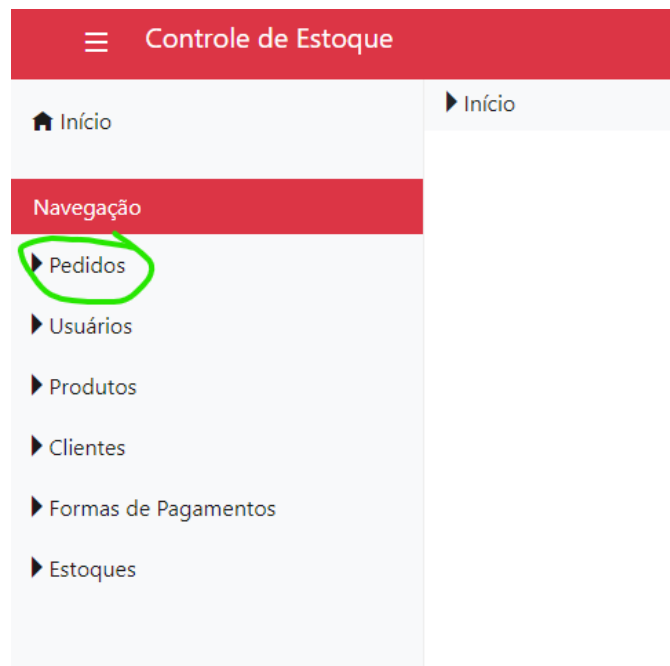 Controle de Estoque
Início
Início
Navegação
Pedidos
Usuários
Produtos
Clientes
Formas de Pagamentos
Estoques